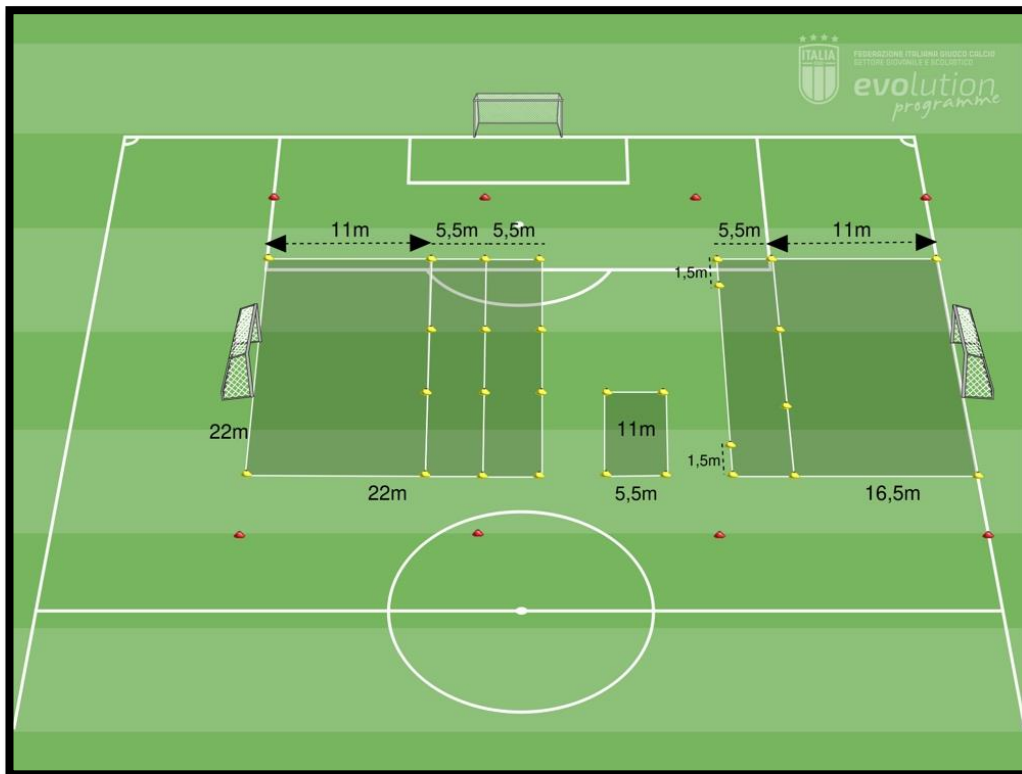 ITALIA
FEDERAZIONE ITALIANA GIUOCO CALCIO
SETTORE GIOVANILE E SCOLASTICO
evolution
programme
11m
5,5m
5,5m
5,5m
11m
1,5m
22m
11m
1,5m
22m
5,5m
16,5m